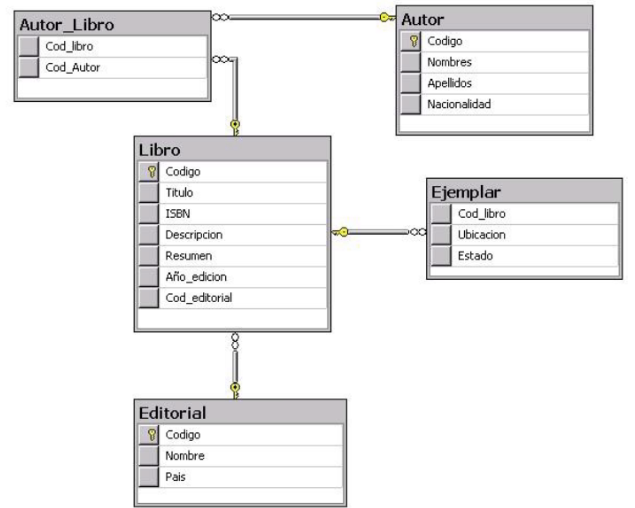 Autor_Libro
Cod_libro
Cod_Autor
Autor
Codigo
Nombres
Apellidos
Nacionalidad
Libro
Codigo
Titulo
ISBN
Descripcion
Resumen
Año_edicion
Cod_editorial
Ejemplar
Cod_libro
Ubicacion
Estado
Editorial
Codigo
Nombre
Pais